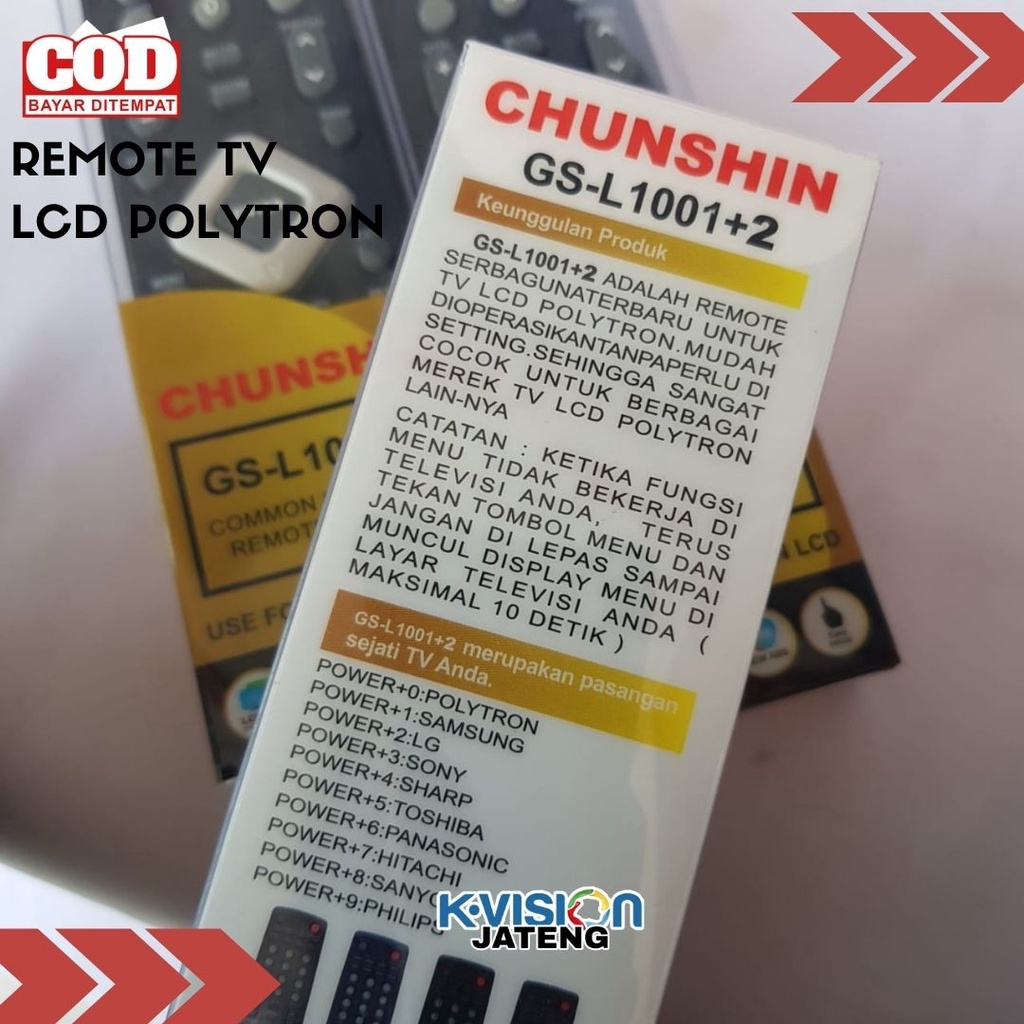 COD
BAYAR DITEMPAT
REMOTE TV
LCD POLYTRON
CHUNSHIN
GS-L1001+2
Keunggulan Produk
GS-L1001+2 ADALAH REMOTE
SERBAGUNATERBARU UNTUK
TV LCD POLYTRON.MUDAH
DIOPERASIKANTANPAPERLU DI
SETTING.SEHINGGA SANGAT
COCOK UNTUK BERBAGAI
MEREK TV LCD POLYTRON
LAIN-NYA
CATATAN : KETIKA FUNGSI
MENU TIDAK BEKERJA DI
TELEVISI ANDA, TERUS
TEKAN TOMBOL MENU DAN
JANGAN DI LEPAS SAMPAI
MUNCUL DISPLAY MENU DI
LAYAR TELEVISI ANDA (
MAKSIMAL 10 DETIK )
GS-L1001+2 merupakan pasangan
sejati TV Anda.
POWER+0:POLYTRON
POWER+1:SAMSUNG
POWER+2:LG
POWER+3:SONY
POWER+4:SHARP
POWER+5:TOSHIBA
POWER+6:PANASONIC
POWER+7:HITACHI
POWER+8:SANYO
POWER+9:PHILIPS
CHUNSH
GS-L10
COMMON
REMOT
USE FO
LCD
K-VISION
JATENG